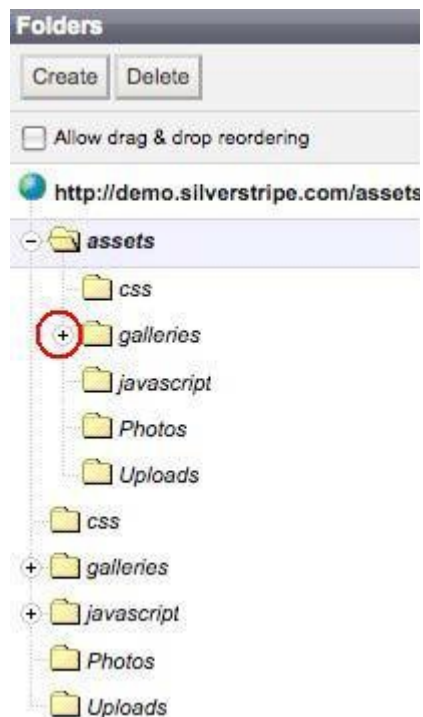 Folders
Create Delete
Allow drag & drop reordering
http://demo.silverstripe.com/assets
assets
css
galleries
javascript
Photos
Uploads
css
galleries
javascript
Photos
Uploads